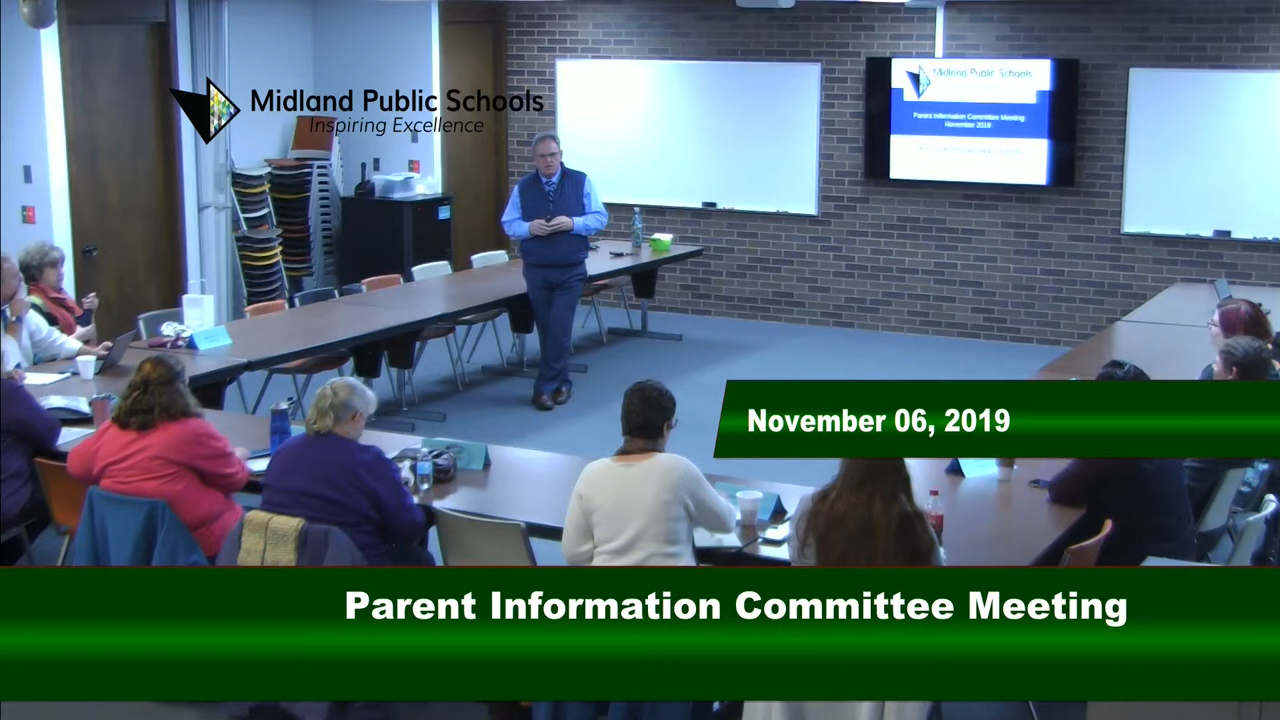 Midland Public Schools
Inspiring Excellence
Midland Public Schools
Parent Information Committee Meeting
November 2019
November 06, 2019
Parent Information Committee Meeting